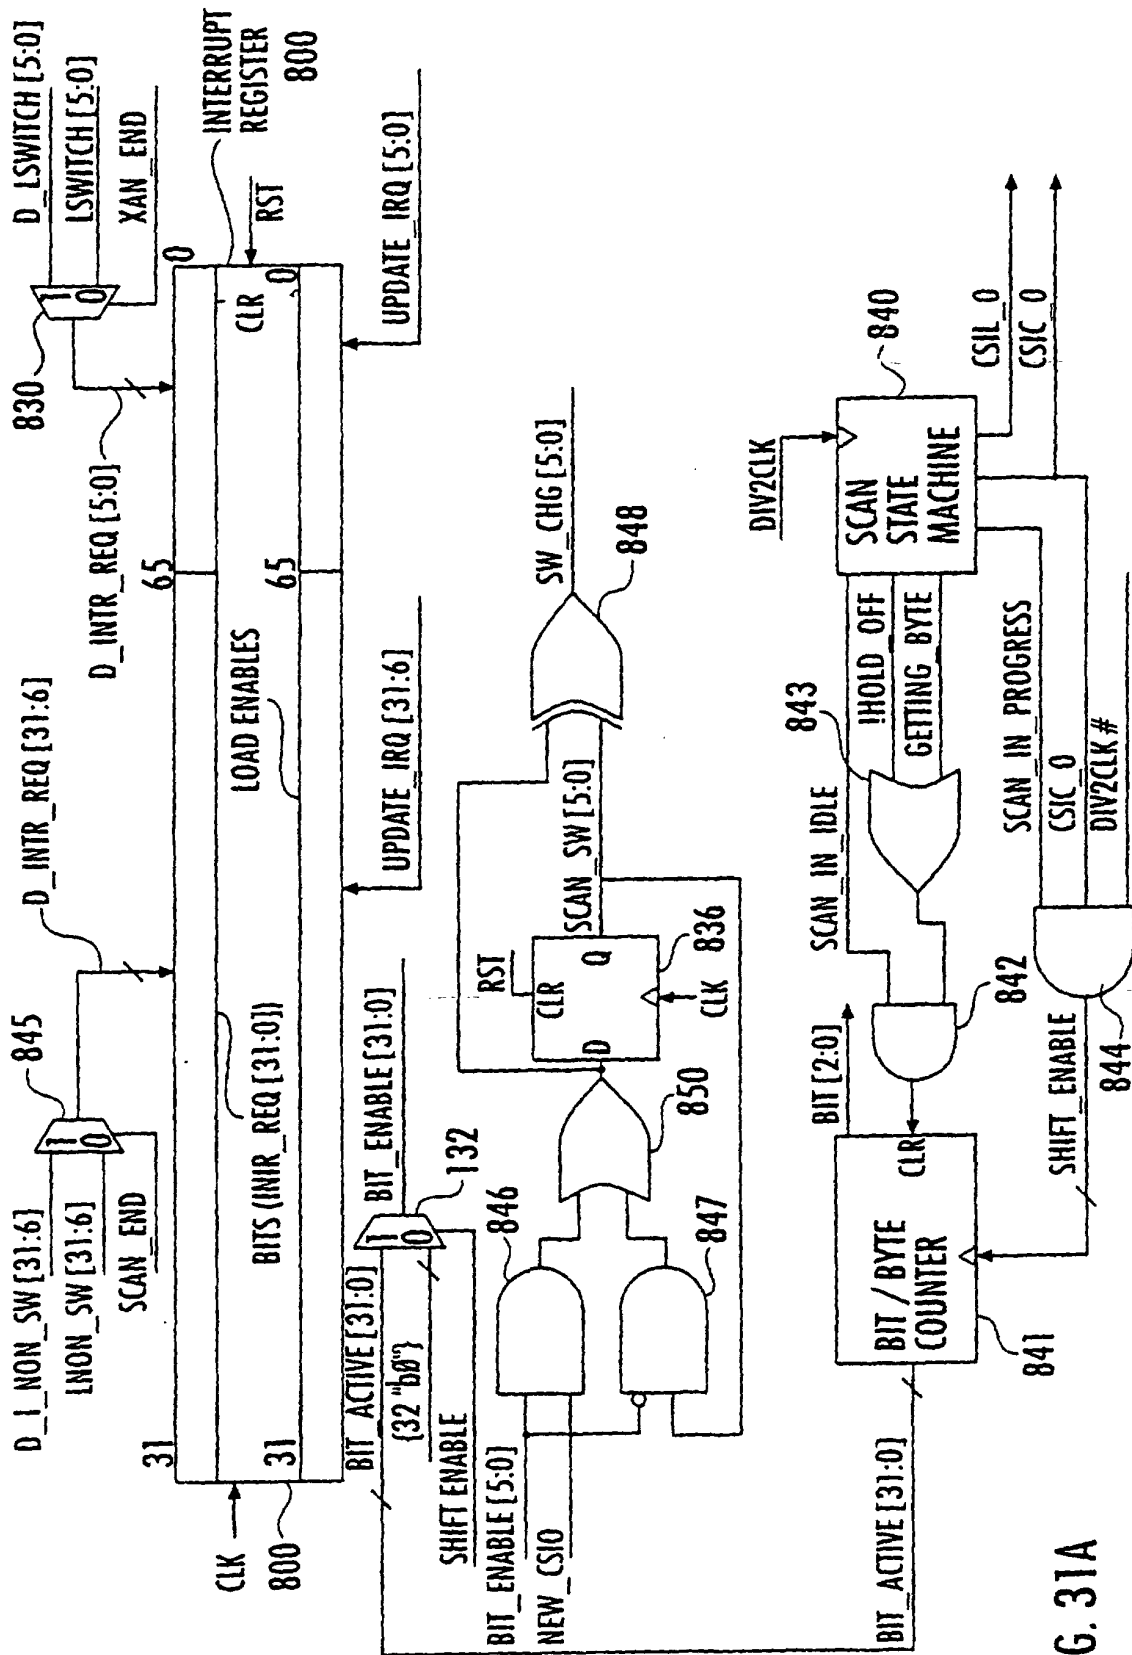 D_I_NON_SW [31:6]
LNON_SW [31:6]
SCAN_END
1
0
845
D_INTR_REQ [31:6]
D_INTR_REQ [5:0]
830
1
0
D_LSWITCH [5:0]
LSWITCH [5:0]
XAN_END
31
65
0
INTERRUPT
REGISTER
800
CLK
800
BITS (INIR_REQ [31:0])
LOAD ENABLES
CLR
RST
31
65
0
UPDATE_IRQ [31:6]
UPDATE_IRQ [5:0]
BIT_ACTIVE [31:0]
{32 "b0"}
SHIFT ENABLE
1
0
132
BIT_ENABLE [31:0]
BIT_ENABLE [5:0]
NEW_CSIO
846
847
850
RST
CLR
D
Q
CLK
836
SCAN_SW [5:0]
848
SW_CHG [5:0]
BIT_ACTIVE [31:0]
BIT / BYTE
COUNTER
CLR
841
BIT [2:0]
842
SCAN_IN_IDLE
843
!HOLD_OFF
GETTING_BYTE
DIV2CLK
SCAN
STATE
MACHINE
840
CSIL_0
CSIC_0
SHIFT_ENABLE
844
SCAN_IN_PROGRESS
CSIC_0
DIV2CLK #
G. 31A